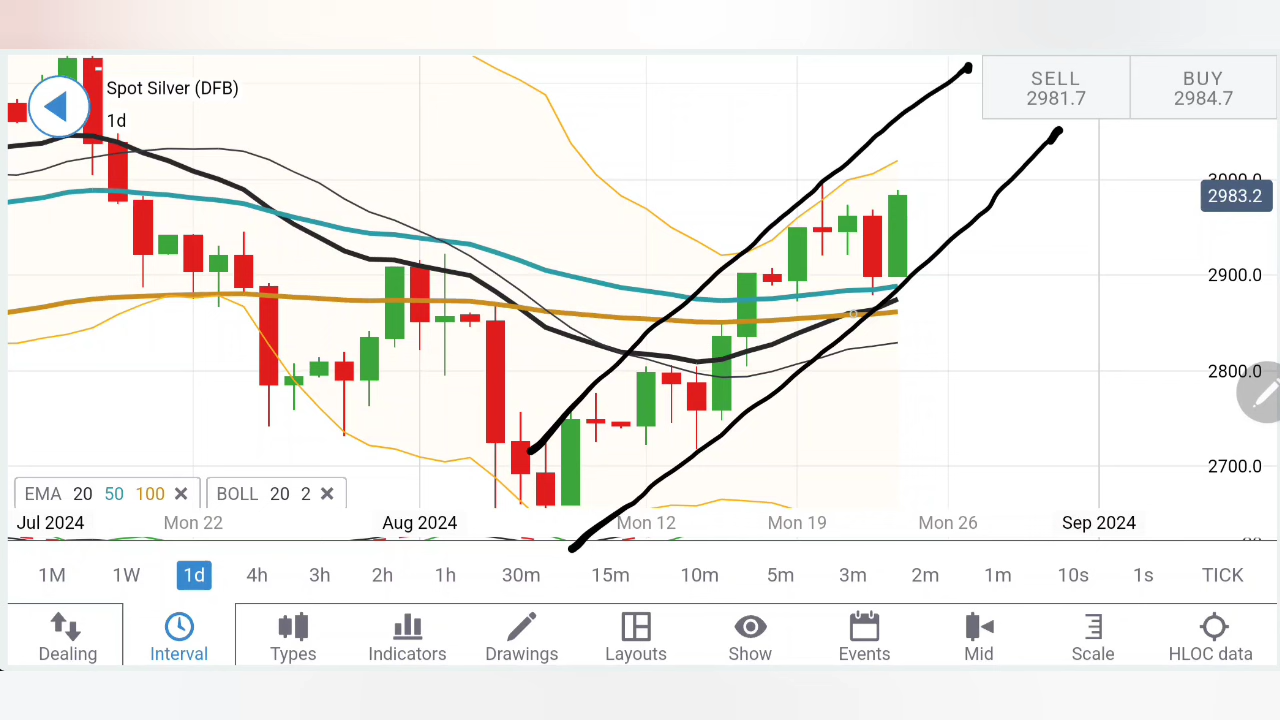 Spot Silver (DFB)
1d
SELL
2981.7
BUY
2984.7
3000.0
2983.2
2900.0
2800.0
2700.0
EMA 20 50 100 ×
BOLL 20 2 ×
Jul 2024 Mon 22 Aug 2024 Mon 12 Mon 19 Mon 26 Sep 2024
1M 1W 1d 4h 3h 2h 1h 30m 15m 10m 5m 3m 2m 1m 10s 1s TICK
Dealing Interval Types Indicators Drawings Layouts Show Events Mid Scale HLOC data